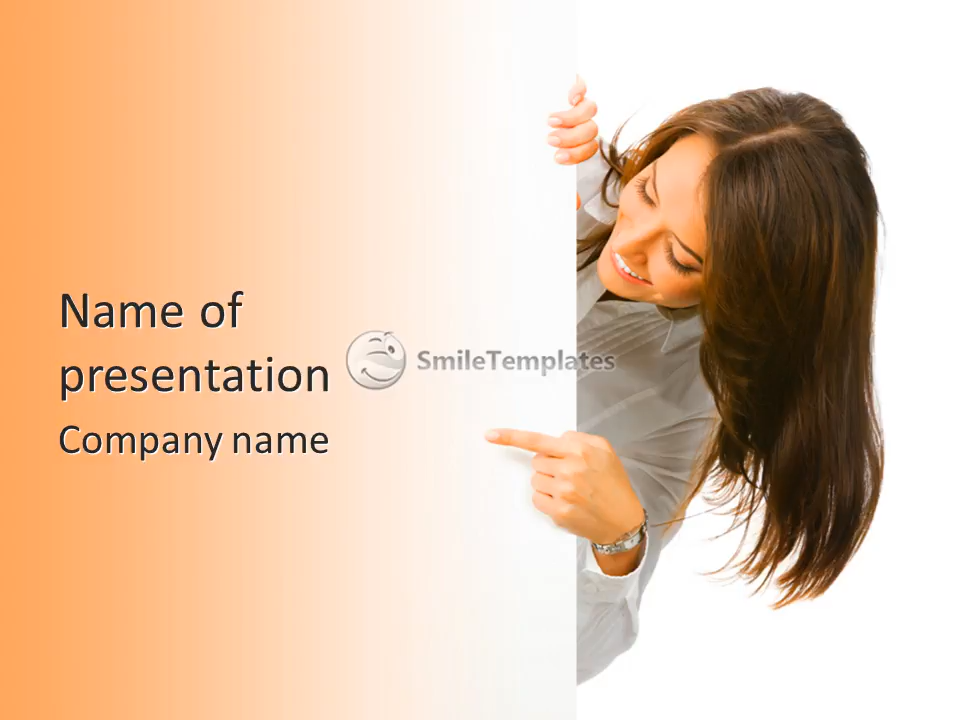 Name of
presentation
SmileTemplates
Company name